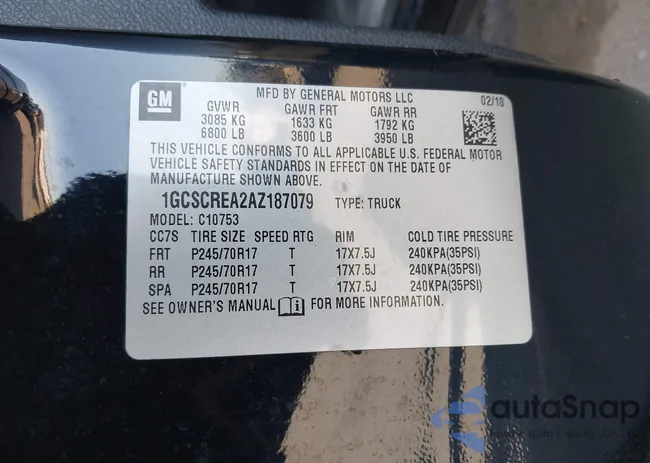 GM
MFD BY GENERAL MOTORS LLC
02/10
GVWR GAWR FRT GAWR RR
3085 KG 1633 KG 1792 KG
6800 LB 3600 LB 3950 LB
THIS VEHICLE CONFORMS TO ALL APPLICABLE U.S. FEDERAL MOTOR
VEHICLE SAFETY STANDARDS IN EFFECT ON THE DATE OF
MANUFACTURE SHOWN ABOVE.
1GCSCREA2AZ187079 TYPE: TRUCK
MODEL: C10753
CC7S TIRE SIZE SPEED RTG RIM COLD TIRE PRESSURE
FRT P245/70R17 T 17X7.5J 240KPA(35PSI)
RR P245/70R17 T 17X7.5J 240KPA(35PSI)
SPA P245/70R17 T 17X7.5J 240KPA(35PSI)
SEE OWNER'S MANUAL FOR MORE INFORMATION.
autaSnap